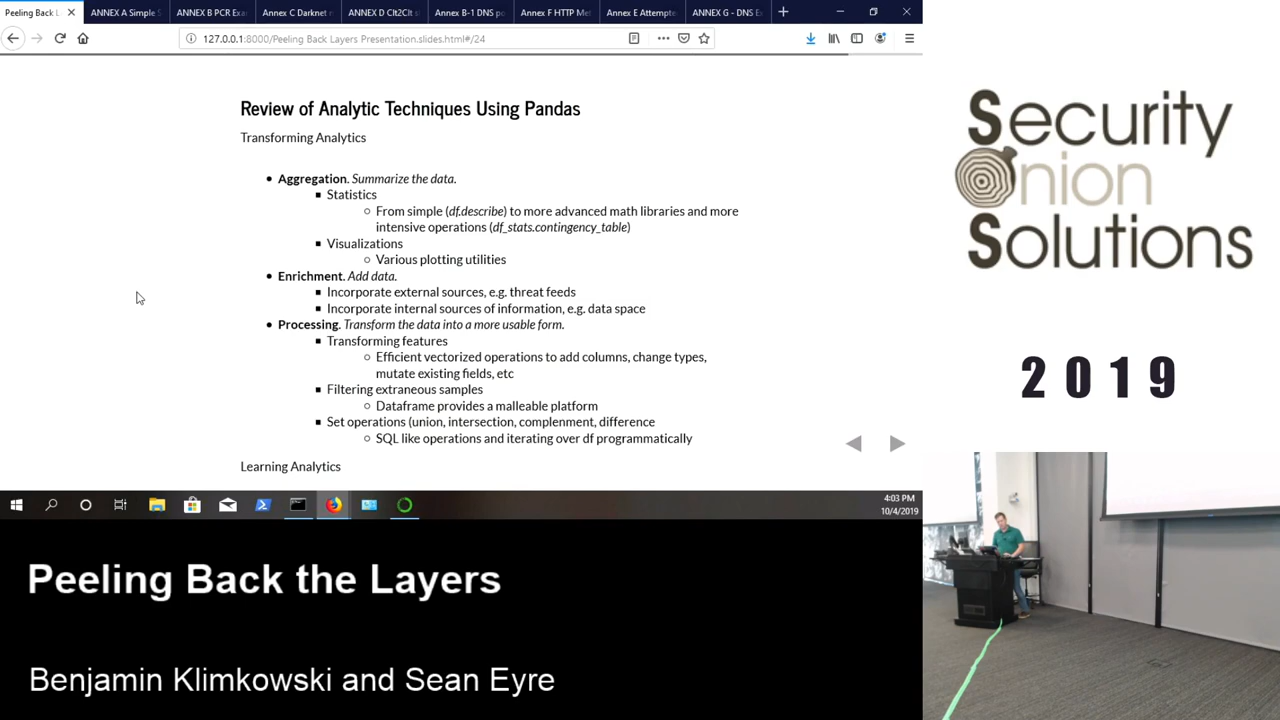 Peeling Back L
ANNEX A Simple S
ANNEX B PCR Exa
Annex C Darknet n
ANNEX D Clt2Clt s
Annex B-1 DNS po
Annex F HTTP Met
Annex E Attempte
ANNEX G - DNS Ex
127.0.0.1:8000/Peeling Back Layers Presentation.slides.html#/24
Review of Analytic Techniques Using Pandas
Transforming Analytics
Aggregation. Summarize the data.
Statistics
From simple (df.describe) to more advanced math libraries and more
intensive operations (df_stats.contingency_table)
Visualizations
Various plotting utilities
Enrichment. Add data.
Incorporate external sources, e.g. threat feeds
Incorporate internal sources of information, e.g. data space
Processing. Transform the data into a more usable form.
Transforming features
Efficient vectorized operations to add columns, change types,
mutate existing fields, etc
Filtering extraneous samples
Dataframe provides a malleable platform
Set operations (union, intersection, complenment, difference
SQL like operations and iterating over df programmatically
Learning Analytics
4:03 PM
10/4/2019
Security
Onion
Solutions
2019
Peeling Back the Layers
Benjamin Klimkowski and Sean Eyre